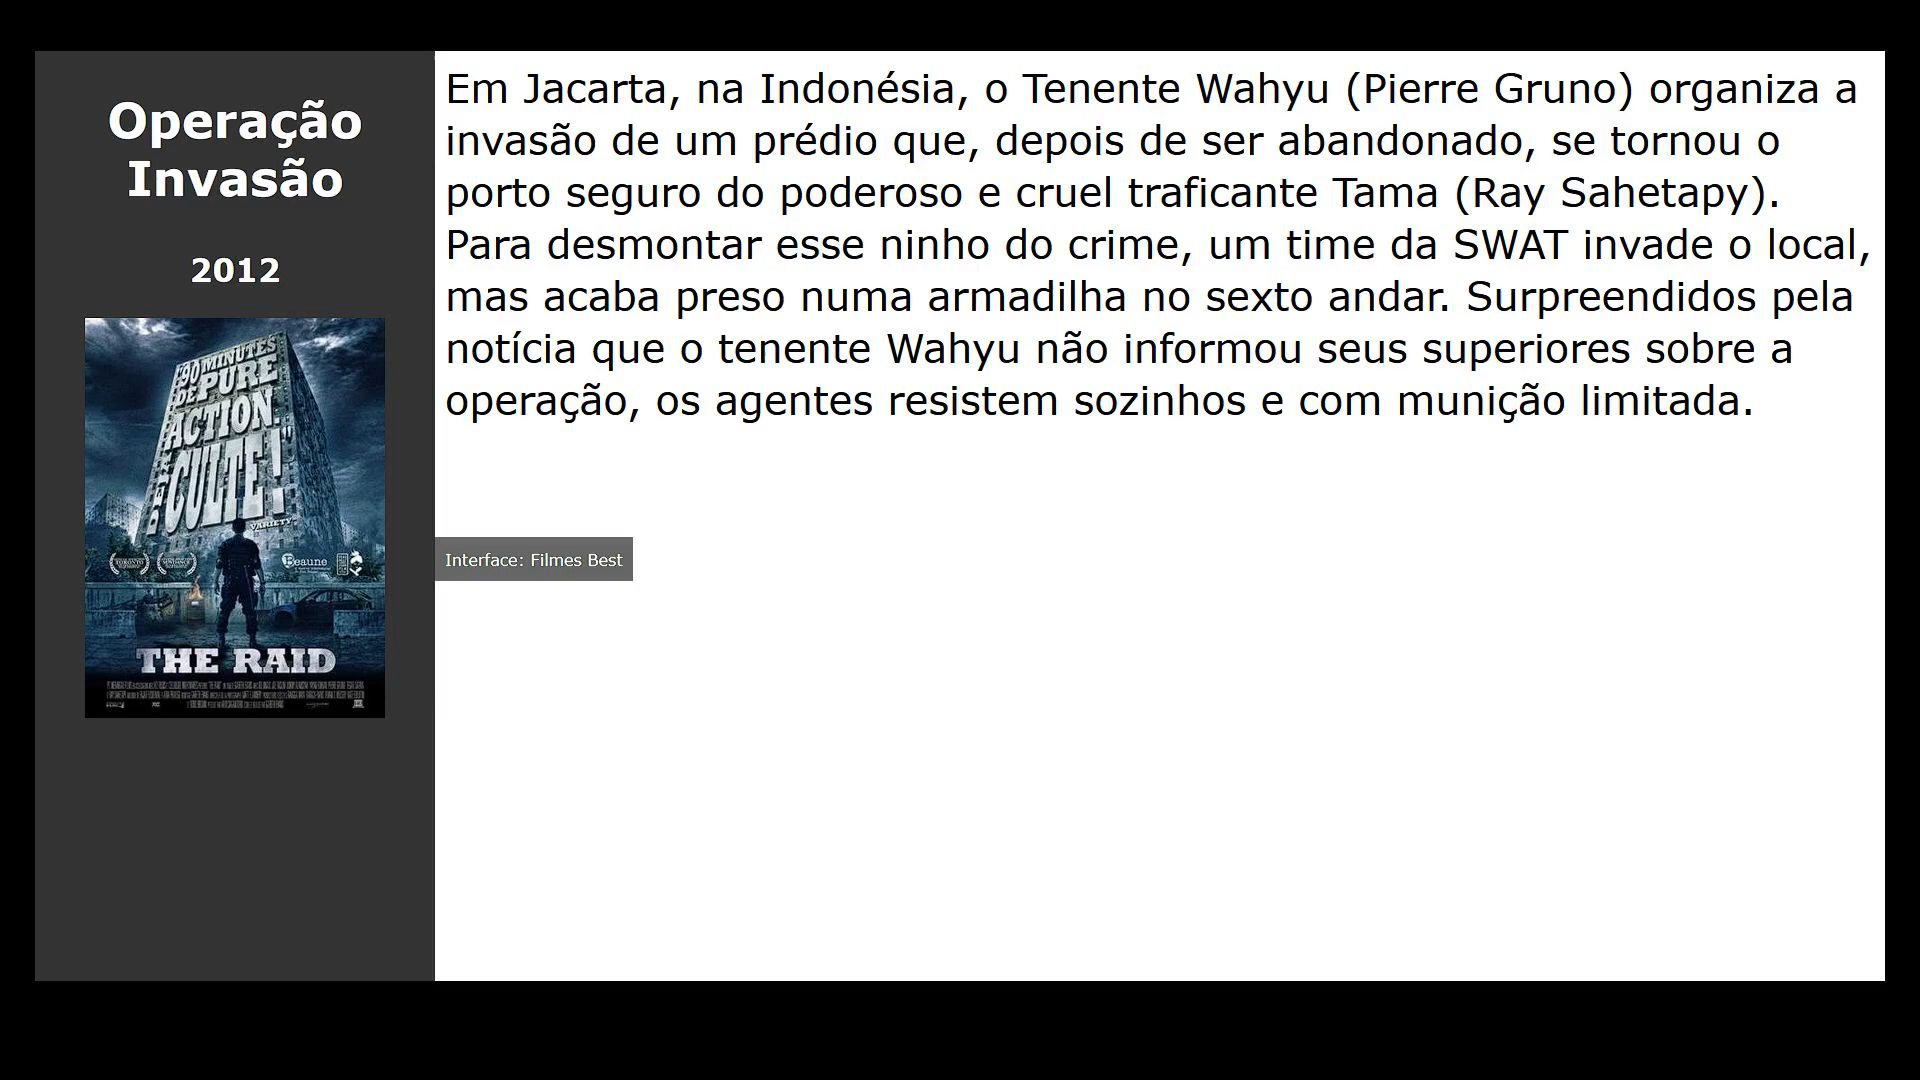 Operação
Invasão
2012
"90 MINUTES
DE PURE
ACTION.
DÉJÀ
CULTE!"
VARIETY
TORONTO
SUNDANCE
Beaune
THE RAID
Em Jacarta, na Indonésia, o Tenente Wahyu (Pierre Gruno) organiza a
invasão de um prédio que, depois de ser abandonado, se tornou o
porto seguro do poderoso e cruel traficante Tama (Ray Sahetapy).
Para desmontar esse ninho do crime, um time da SWAT invade o local,
mas acaba preso numa armadilha no sexto andar. Surpreendidos pela
notícia que o tenente Wahyu não informou seus superiores sobre a
operação, os agentes resistem sozinhos e com munição limitada.
Interface: Filmes Best